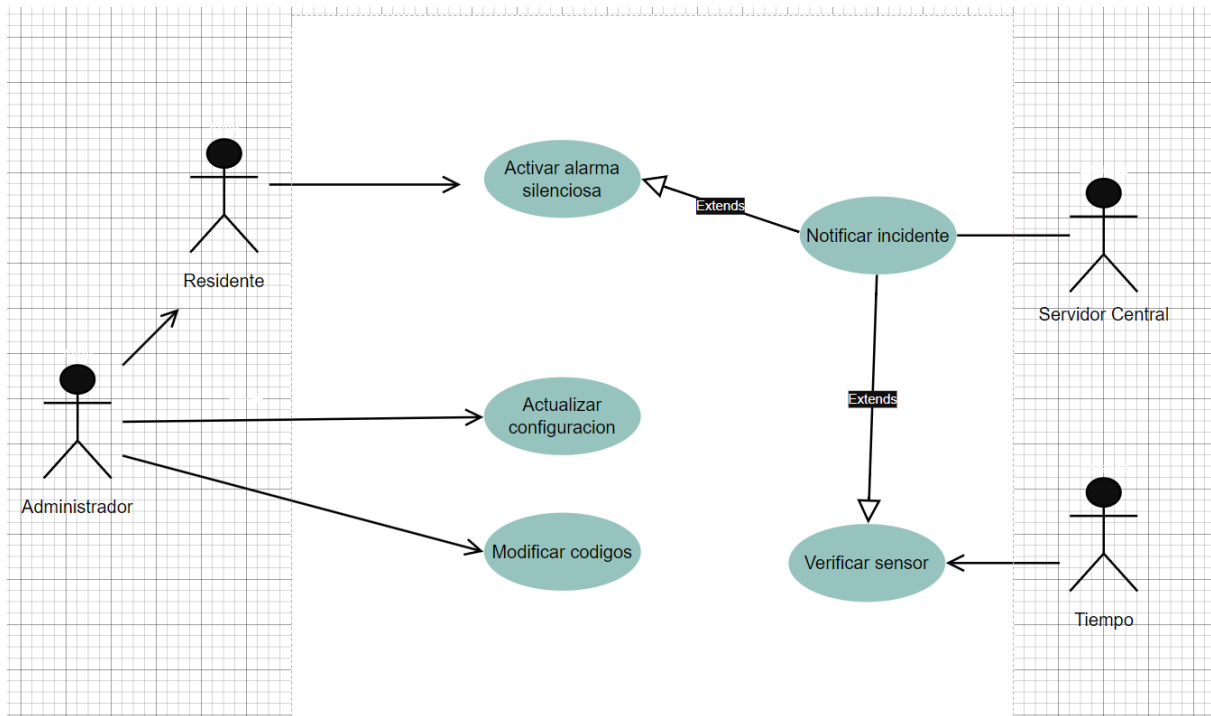 Activar alarma
silenciosa
Extends
Notificar incidente
Residente
Servidor Central
Extends
Actualizar
configuracion
Administrador
Modificar codigos
Verificar sensor
Tiempo